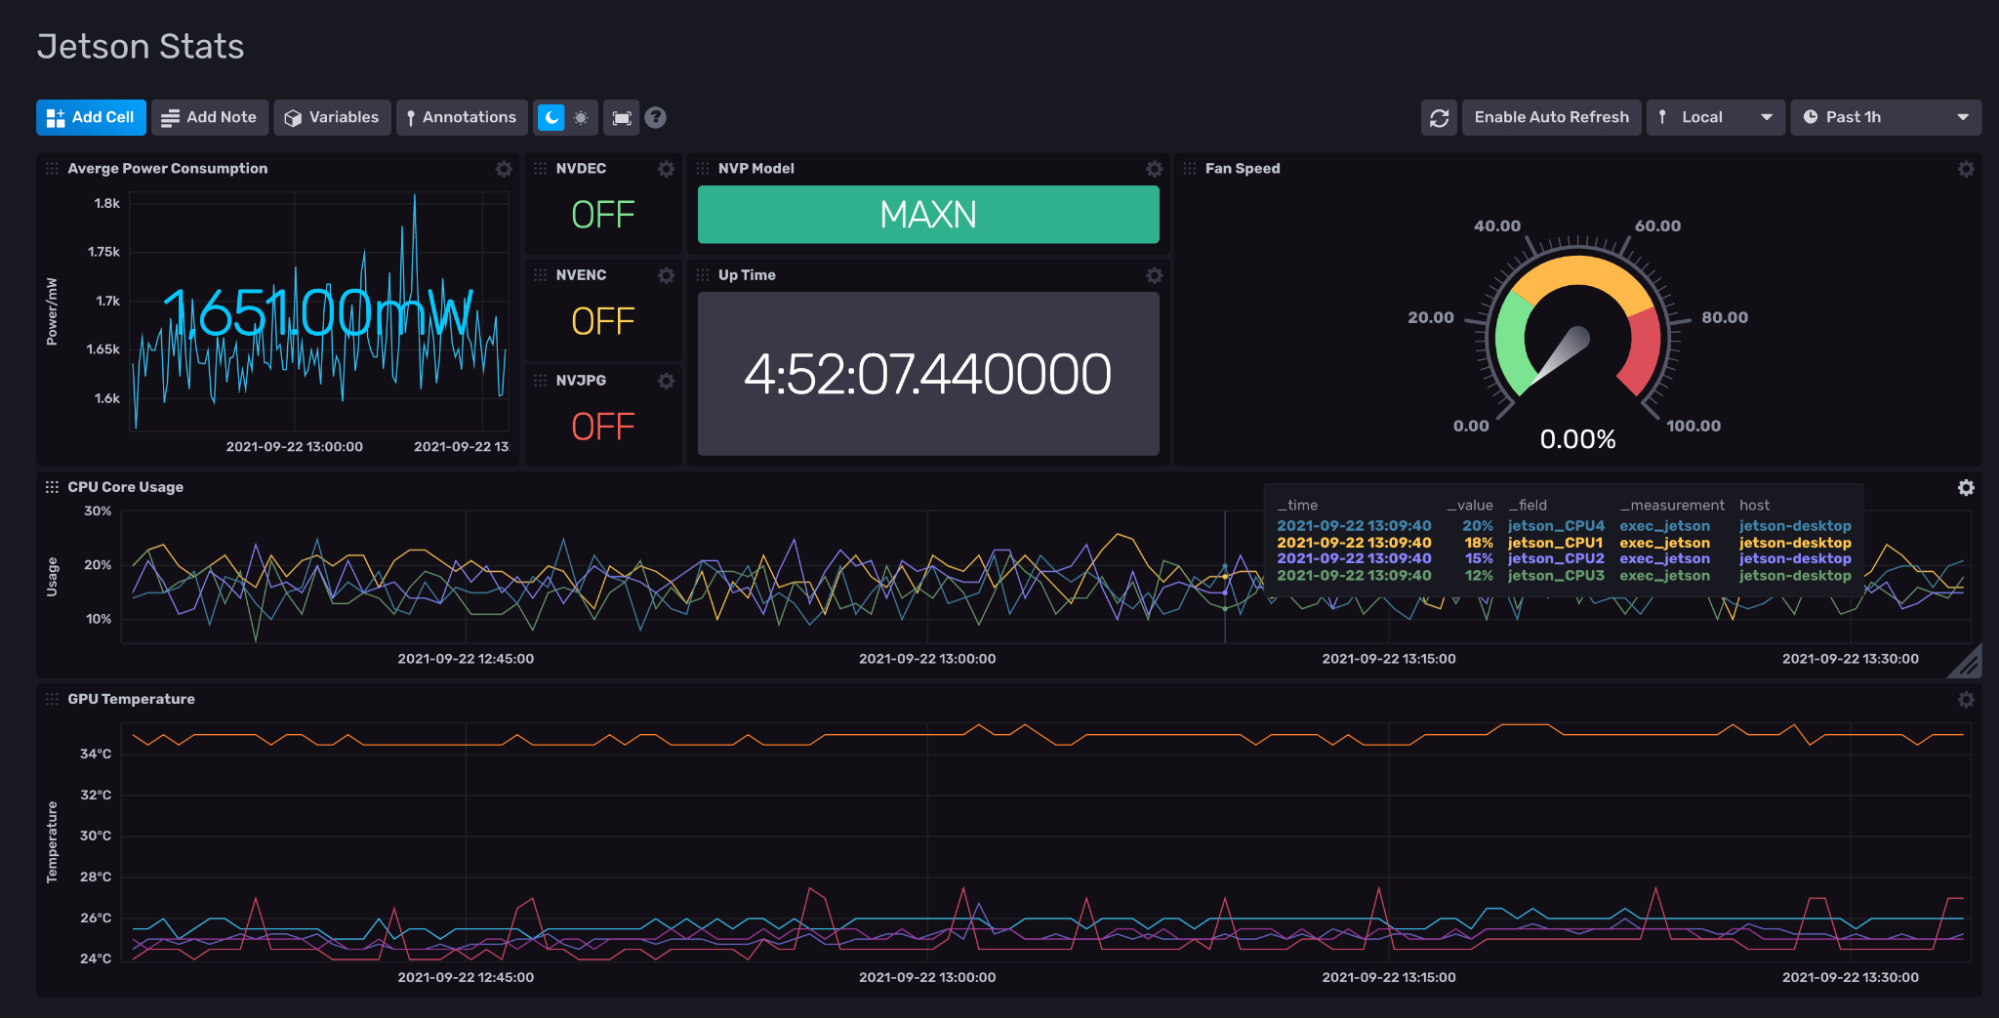 Jetson Stats
Add Cell
Add Note
Variables
Annotations
?
Enable Auto Refresh
Local
Past 1h
Averge Power Consumption
1.8k
1.75k
1.7k
1.65k
1.6k
Power/mW
1,651.00mW
2021-09-22 13:00:00
2021-09-22 13
NVDEC
OFF
NVENC
OFF
NVJPG
OFF
NVP Model
MAXN
Up Time
4:52:07.440000
Fan Speed
40.00
60.00
20.00
80.00
0.00
100.00
0.00%
CPU Core Usage
30%
20%
10%
Usage
_time _value _field _measurement host
2021-09-22 13:09:40 20% jetson_CPU4 exec_jetson jetson-desktop
2021-09-22 13:09:40 18% jetson_CPU1 exec_jetson jetson-desktop
2021-09-22 13:09:40 15% jetson_CPU2 exec_jetson jetson-desktop
2021-09-22 13:09:40 12% jetson_CPU3 exec_jetson jetson-desktop
2021-09-22 12:45:00
2021-09-22 13:00:00
2021-09-22 13:15:00
2021-09-22 13:30:00
GPU Temperature
34°C
32°C
30°C
28°C
26°C
24°C
Temperature
2021-09-22 12:45:00
2021-09-22 13:00:00
2021-09-22 13:15:00
2021-09-22 13:30:00